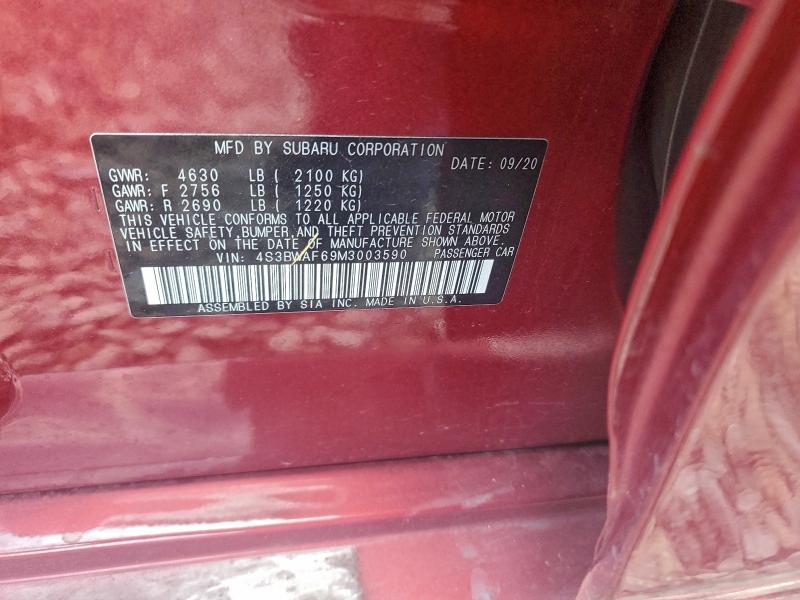 MFD BY SUBARU CORPORATION
DATE: 09/20
GVWR: 4630 LB ( 2100 KG)
GAWR: F 2756 LB ( 1250 KG)
GAWR: R 2690 LB ( 1220 KG)
THIS VEHICLE CONFORMS TO ALL APPLICABLE FEDERAL MOTOR
VEHICLE SAFETY, BUMPER, AND THEFT PREVENTION STANDARDS
IN EFFECT ON THE DATE OF MANUFACTURE SHOWN ABOVE.
VIN: 4S3BWAF69M3003590 PASSENGER CAR
ASSEMBLED BY SIA INC. MADE IN U.S.A.